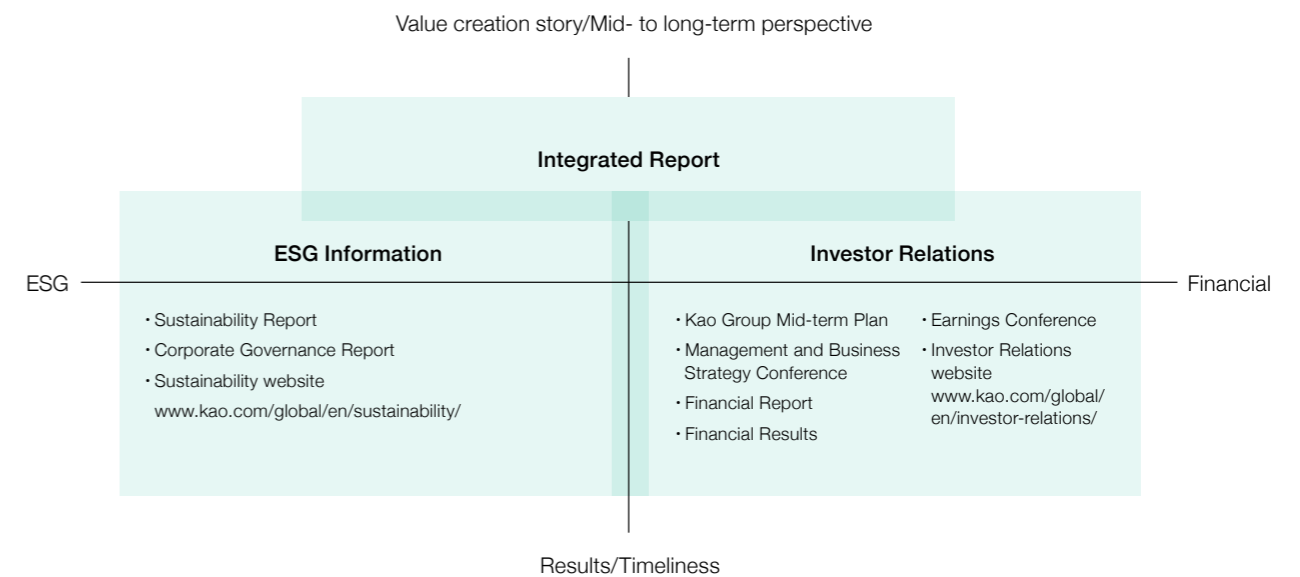 Value creation story/Mid- to long-term perspective
Integrated Report
ESG Information
Investor Relations
ESG
Financial
・Sustainability Report
・Corporate Governance Report
・Sustainability website
www.kao.com/global/en/sustainability/
・Kao Group Mid-term Plan
・Management and Business
Strategy Conference
・Financial Report
・Financial Results
・Earnings Conference
・Investor Relations
website
www.kao.com/global/
en/investor-relations/
Results/Timeliness